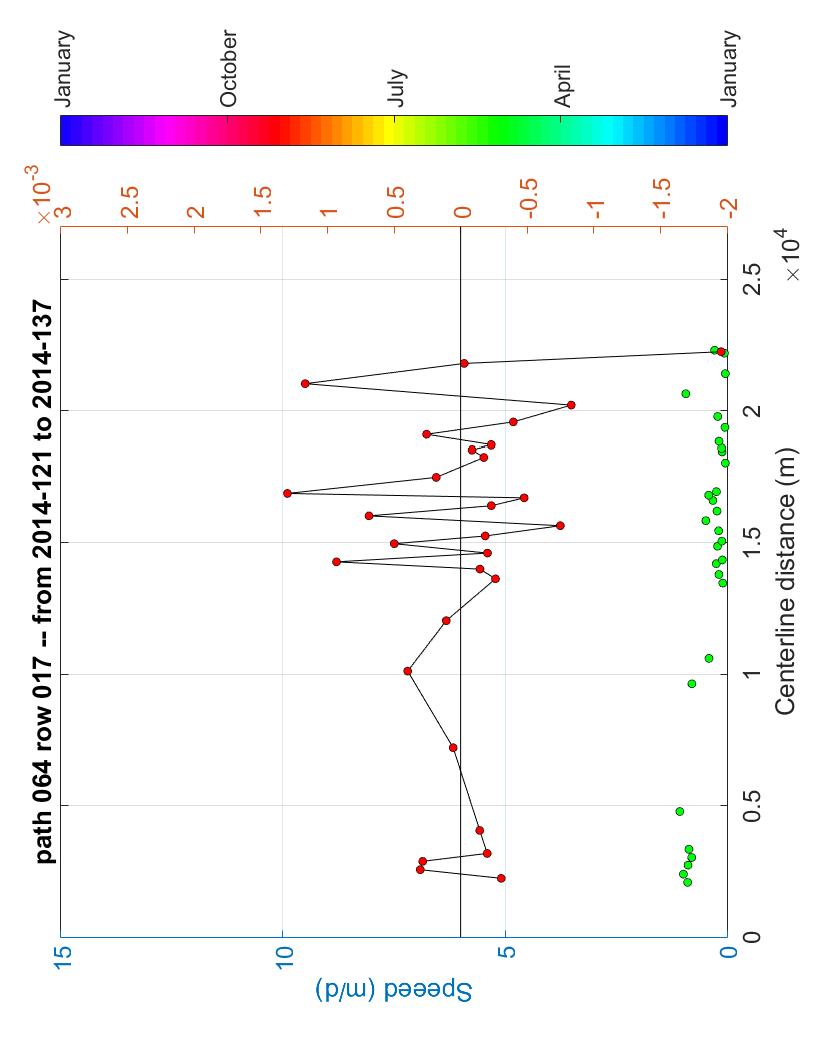 path 064 row 017 -- from 2014-121 to 2014-137
Speeed (m/d)
15
10
5
0
0
0.5
1
1.5
2
2.5
×10⁴
Centerline distance (m)
×10⁻³
3
2.5
2
1.5
1
0.5
0
-0.5
-1
-1.5
-2
January
October
July
April
January